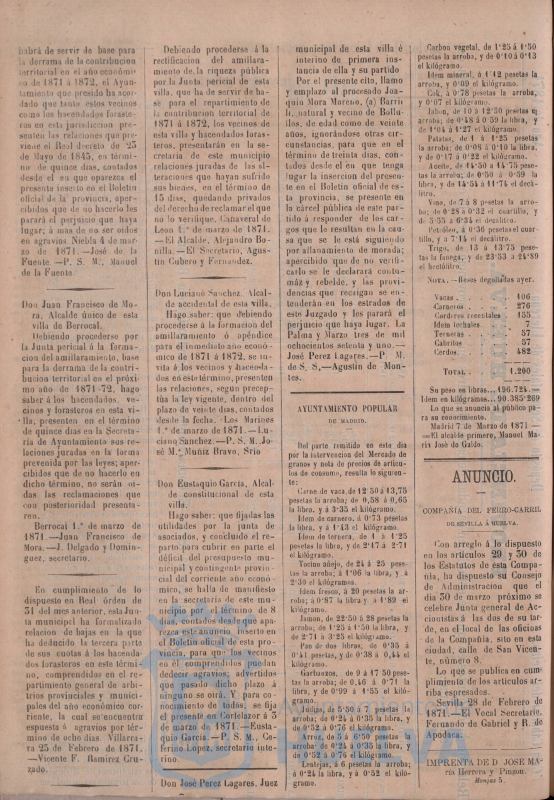 habrá de servir de base para
la derrama de la contribucion
territorial en el año económi-
co de 1871 á 1872, el Ayun-
tamiento que presido ha acor-
dado que tanto estos vecinos
como los hacendados foraste-
ros en esta jurisdiccion pre-
senten las relaciones que pre-
viene el Real decreto de 23
de Mayo de 1845, en térmi-
no de quince dias, contados
desde el en que aparezca el
presente inserto en el Boletin
oficial de la provincia, aper-
cibidos que de no hacerlo les
parará el perjuicio que haya
lugar; á mas de no ser oidos
en agravios Niebla 4 de mar-
zo de 1871.—José de la
Fuente.—P. S. M., Manuel
de la Fuente.
Don Juan Francisco de Mo-
ra, Alcalde único de esta
villa de Berrocal.
Debiendo procederse por
la Junta pericial á la forma-
cion del amillaramiento, base
para la derrama de la contri-
bucion territorial en el próxi-
mo año de 1871-72, hago
saber á los hacendados, ve-
cinos y forasteros en esta vi-
lla, presenten en el término
de quince dias en la Secreta-
ría de Ayuntamiento sus re-
laciones juradas en la forma
prevenida por las leyes; aper-
cibidos que de no hacerlo en
dicho término, no serán oi-
das las reclamaciones que
con posterioridad presenta-
ren.
Berrocal 1.º de marzo de
1871.—Juan Francisco de
Mora.—J. Delgado y Domin-
guez, secretario.
En cumplimiento de lo
dispuesto en Real órden de
31 del mes anterior, esta Jun-
ta municipal ha formalizado
relacion de bajas en la que
ha deducido la tercera parte
de sus cuotas á los hacenda-
dos forasteros en este térmi-
no, comprendidos en el re-
partimiento general de arbi-
trios provinciales y munici-
pales del año económico cor-
riente, la cual se encuentra
espuesta á agravios por tér-
mino de ocho dias. Villarra-
sa 25 de Febrero de 1871.
—Vicente F. Ramirez Cru-
zado.
Debiendo procederse á la
rectificacion del amillara-
miento de la riqueza pública
por la Junta pericial de esta
villa, que ha de servir de ba-
se para el repartimiento de
la contribucion territorial de
1871 á 1872, los vecinos de
esta villa y hacendados foras-
teros, presentarán en la se-
cretaria de este municipio
relaciones juradas de las al-
teraciones que hayan sufrido
sus bienes, en el término de
15 dias, quedando privados
del derecho de reclamar el que
no lo verifique. Cañaveral de
Leon 1.º de marzo de 1871.
—El Alcalde, Alejandro Bo-
nilla.—El Secretario, Agus-
tin Cubero y Fernandez.
Don Luciano Sanchez, Alcal-
de accidental de esta villa.
Hago saber: que debiendo
procederse á la formacion del
amillaramiento ó apéndice
para el inmediato año econó-
mico de 1871 á 1872, se in-
vita á los vecinos y hacenda-
dos en este término, presenten
las relaciones, segun precep-
túa la ley vigente, dentro del
plazo de veinte dias, contados
desde la fecha. Los Marines
1.º de marzo de 1871.—Lu-
ciano Sanchez.—P. S. M., Jo-
sé M.ª Muñiz Bravo, Srio
Don Eustaquio Garcia, Alcal-
de constitucional de esta
villa.
Hago saber: que fijadas las
utilidades por la junta de
asociados, y concluido el re-
parto para cubrir en parte el
déficit del presupuesto mu-
nicipal y contingente provin-
cial del corriente año econó-
mico, se halla de manifiesto
en la secretaria de este mu-
nicipio por el término de 8
dias, contados desde que apa-
rezca este anuncio, inserto en
el Boletin oficial de esta pro-
vincia, para que los vecinos
en él comprendidos puedan
deducir agravios, advertidos
que pasado dicho plazo á
ninguno se oirá. Y para co-
nocimiento de todos, se fija
el presente en Cortelazor á 3
de marzo de 1871.—Eusta-
quio Garcia.—P. S. M., Ce-
ferino Lopez, secretario inte-
rino.
Don José Perez Lagares, Juez
municipal de esta villa é
interino de primera ins-
tancia de ella y su partido
Por el presente cito, llamo
y emplazo al procesado Joa-
quin Mora Moreno, (a) Barri
natural y vecino de Bollu-
llos, de edad como de veinte
años, ignorándose otras cir-
cunstancias, para que en el
término de treinta dias, con-
tados desde el en que tenga
lugar la insercion del presen-
te en el Boletin oficial de es-
ta provincia, se presente en
la cárcel pública de este par-
tido á responder de los car-
gos que le resultan en la cau-
sa que se le está siguiendo
por allanamiento de morada;
apercibido que de no verifi-
carlo se le declarará contu-
máz y rebelde, y las provi-
dencias que recaigan se en-
tenderán en los estrados de
este Juzgado y les parará el
perjuicio que haya lugar. La
Palma y Marzo tres de mil
ochocientos setenta y uno.—
José Perez Lagares.—P. M.
de S. S,—Agustin de Mon-
tes.
AYUNTAMIENTO POPULAR
DE MADRID.
Del parte remitido en este dia
por la intervencion del Mercado de
granos y nota de precios de artícu-
los de consumo, resulta lo siguien-
te:
Carne de vaca, de 12'50 á 13,75
pesetas la arroba; de 0,58 á 0,65
la libra, y á 3'35 el kilógramo.
Idem de carnero, á 0'73 pesetas
la libra, y á 1'43 el kilógramo.
Idem de ternera, de 1 á 1'25
pesetas la libra, y de 2'47 á 2'71
el kilógramo.
Tocino añejo, de 24 á 25 pese-
tas la arroba; á 1'06 la libra, y á
2'30 el kilógramo.
Idem fresco, á 20 pesetas la ar-
roba; á 0'87 la libra y á 1'89 el
kilógramo.
Jamon, de 22'50 á 28 pesetas la
arroba; de 1'25 á 1'50 la libra, y
de 2'71 á 3'25 el kilógramo.
Pan de dos libras, de 0'35 á
0'41 pesetas, y de 0'38 á 0,44 el
kilógramo.
Garbanzos, de 9 á 17'50 pese-
tas la arroba; de 0,46 á 0,71 la
libra, y de 0'99 á 1'55 el kiló-
gramo.
Judías, de 5'50 á 7 pesetas la
arroba; de 0'24 á 0'35 la libra, y
de 0'52 á 0'76 el kilógramo.
Arroz, de 5 á 6'50 pesetas la
arroba; de 0'24 á 0'35 la libra, y
de 0'52 á 0'76 el kilógramo.
Lentejas, á 6 pesetas la arroba;
á 0'24 la libra, y á 0'52 el kiló-
gramo.
Carbon vegetal, de 1'25 á 1'50
pesetas la arroba, y de 0'10 á 0'13
el kilógramo.
Idem mineral, á 1'12 pesetas la
arroba, y 0'09 el kilógramo.
Cok, á 0'78 pesetas la arroba,
y 0'07 el kilógramo.
Jabon, de 10 á 12'50 pesetas la
arroba; de 0'48 á 0'59 la libra, y
de 1'04 á 1'27 el kilógramo.
Patatas, de 1 á 1'25 pesetas
la arroba; de 0'08 á 0'10 la libra, y
de 0'17 á 0'22 el kilógramo.
Aceite, de 14'50 á 14'75 pese-
tas la arroba; de 0'50 á 0'59 la
libra, y de 14'51 á 11'74 el decá-
litro.
Vino, de 7 á 8 pesetas la arro-
ba; de 0'28 á 0'32 el cuartillo, y
de 5'55 á 6'34 el decálitro.
Petróleo, á 0'36 pesetas el cuar-
tillo, y a 7'14 el decálitro.
Trigo, de 13 á 13'75 pese-
tas la fanega, y de 23'53 á 24'89
el hectólitro.
NOTA.—Reses degolladas ayer.
Vacas . . . . 106
Carneros . . . 276
Corderos recentales . 155
Idem lechales . . 7
Terneras . . . 57
Cabritos . . . 57
Cerdos. . . . 482
TOTAL . . . 1.200
Su peso en libras... 196.724.—
Idem en kilógramos... 90.385'269
Lo que se anuncia al público pa-
ra su conocimiento.
Madrid 7 de Marzo de 1871.—
—El alcalde primero, Manuel Ma-
ría José de Galdo.
ANUNCIO.
COMPAÑÍA DEL FERRO-CARRIL
DE SEVILLA Á HUELVA.
Con arreglo á lo dispuesto
en los artículos 29 y 30 de
los Estatutos de esta Compa-
ñía, ha dispuesto su Consejo
de Administracion que el
dia 30 de marzo próximo se
celebre Junta general de Ac-
cionistas á las dos de su tar-
de, en el local de las oficinas
de la Compañía, sito en esta
ciudad, calle de San Vicen-
te, número 8.
Lo que se publica en cum-
plimiento de los artículos ar-
riba espresados.
Sevilla 28 de Febrero de
1871.—El Vocal Secretario,
Fernando de Gabriel y R. de
Apodaca.
IMPRENTA DE D JOSE MA-
ría Herrera y Pinzon.
Monjas 5.